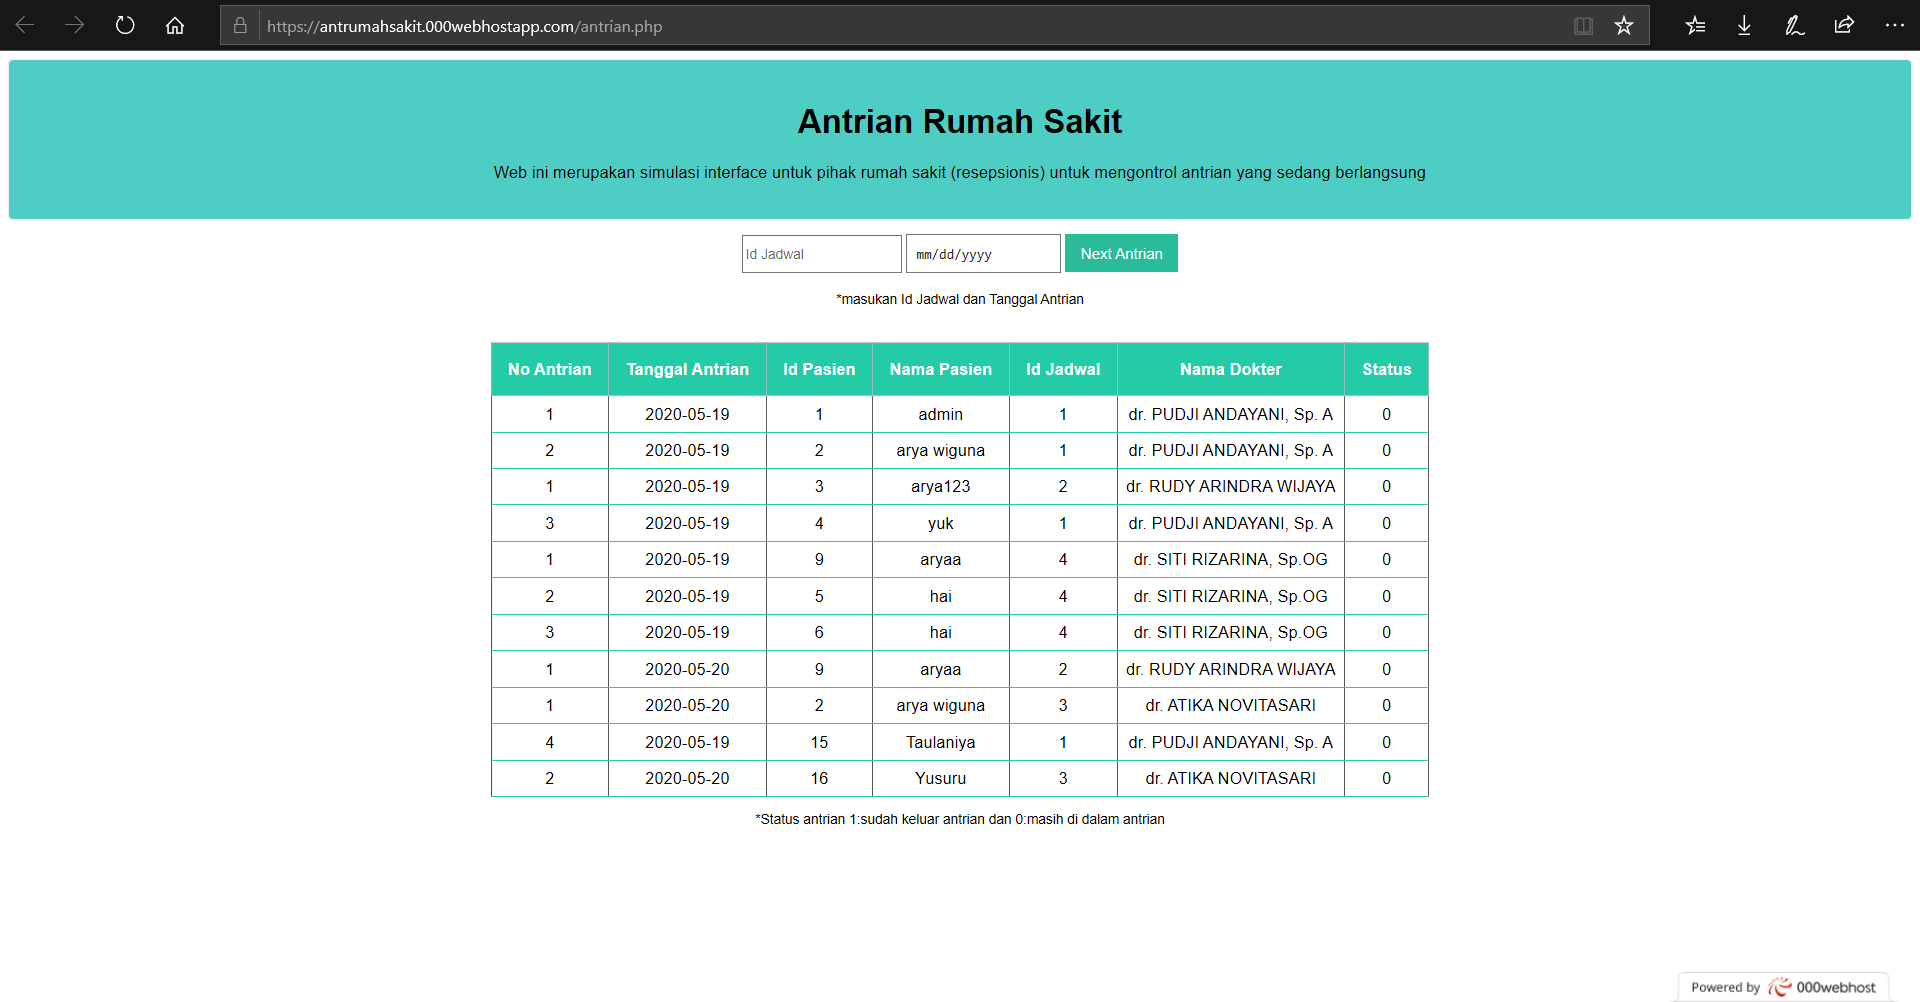 https://antrumahsakit.000webhostapp.com/antrian.php
Antrian Rumah Sakit
Web ini merupakan simulasi interface untuk pihak rumah sakit (resepsionis) untuk mengontrol antrian yang sedang berlangsung
Id Jadwal mm/dd/yyyy Next Antrian
*masukan Id Jadwal dan Tanggal Antrian
No Antrian Tanggal Antrian Id Pasien Nama Pasien Id Jadwal Nama Dokter Status
1 2020-05-19 1 admin 1 dr. PUDJI ANDAYANI, Sp. A 0
2 2020-05-19 2 arya wiguna 1 dr. PUDJI ANDAYANI, Sp. A 0
1 2020-05-19 3 arya123 2 dr. RUDY ARINDRA WIJAYA 0
3 2020-05-19 4 yuk 1 dr. PUDJI ANDAYANI, Sp. A 0
1 2020-05-19 9 aryaa 4 dr. SITI RIZARINA, Sp.OG 0
2 2020-05-19 5 hai 4 dr. SITI RIZARINA, Sp.OG 0
3 2020-05-19 6 hai 4 dr. SITI RIZARINA, Sp.OG 0
1 2020-05-20 9 aryaa 2 dr. RUDY ARINDRA WIJAYA 0
1 2020-05-20 2 arya wiguna 3 dr. ATIKA NOVITASARI 0
4 2020-05-19 15 Taulaniya 1 dr. PUDJI ANDAYANI, Sp. A 0
2 2020-05-20 16 Yusuru 3 dr. ATIKA NOVITASARI 0
*Status antrian 1:sudah keluar antrian dan 0:masih di dalam antrian
Powered by 000webhost